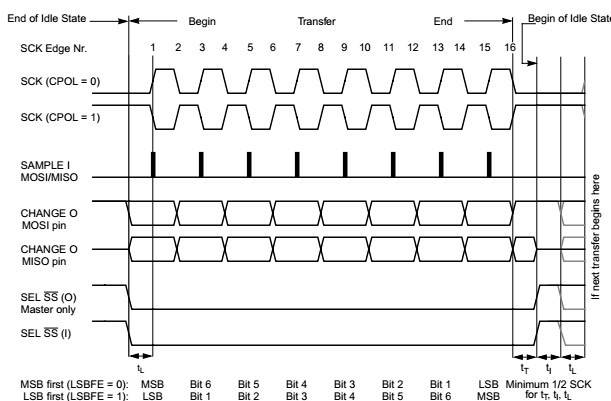 End of Idle State Begin Transfer End Begin of Idle State
SCK Edge Nr. 1 2 3 4 5 6 7 8 9 10 11 12 13 14 15 16
SCK (CPOL = 0)
SCK (CPOL = 1)
SAMPLE I
MOSI/MISO
CHANGE O
MOSI pin
CHANGE O
MISO pin
SEL SS (O)
Master only
SEL SS (I)
If next transfer begins here
tL tT tI tL
MSB first (LSBFE = 0): MSB Bit 6 Bit 5 Bit 4 Bit 3 Bit 2 Bit 1 LSB Minimum 1/2 SCK
LSB first (LSBFE = 1): LSB Bit 1 Bit 2 Bit 3 Bit 4 Bit 5 Bit 6 MSB for tT, tI, tL